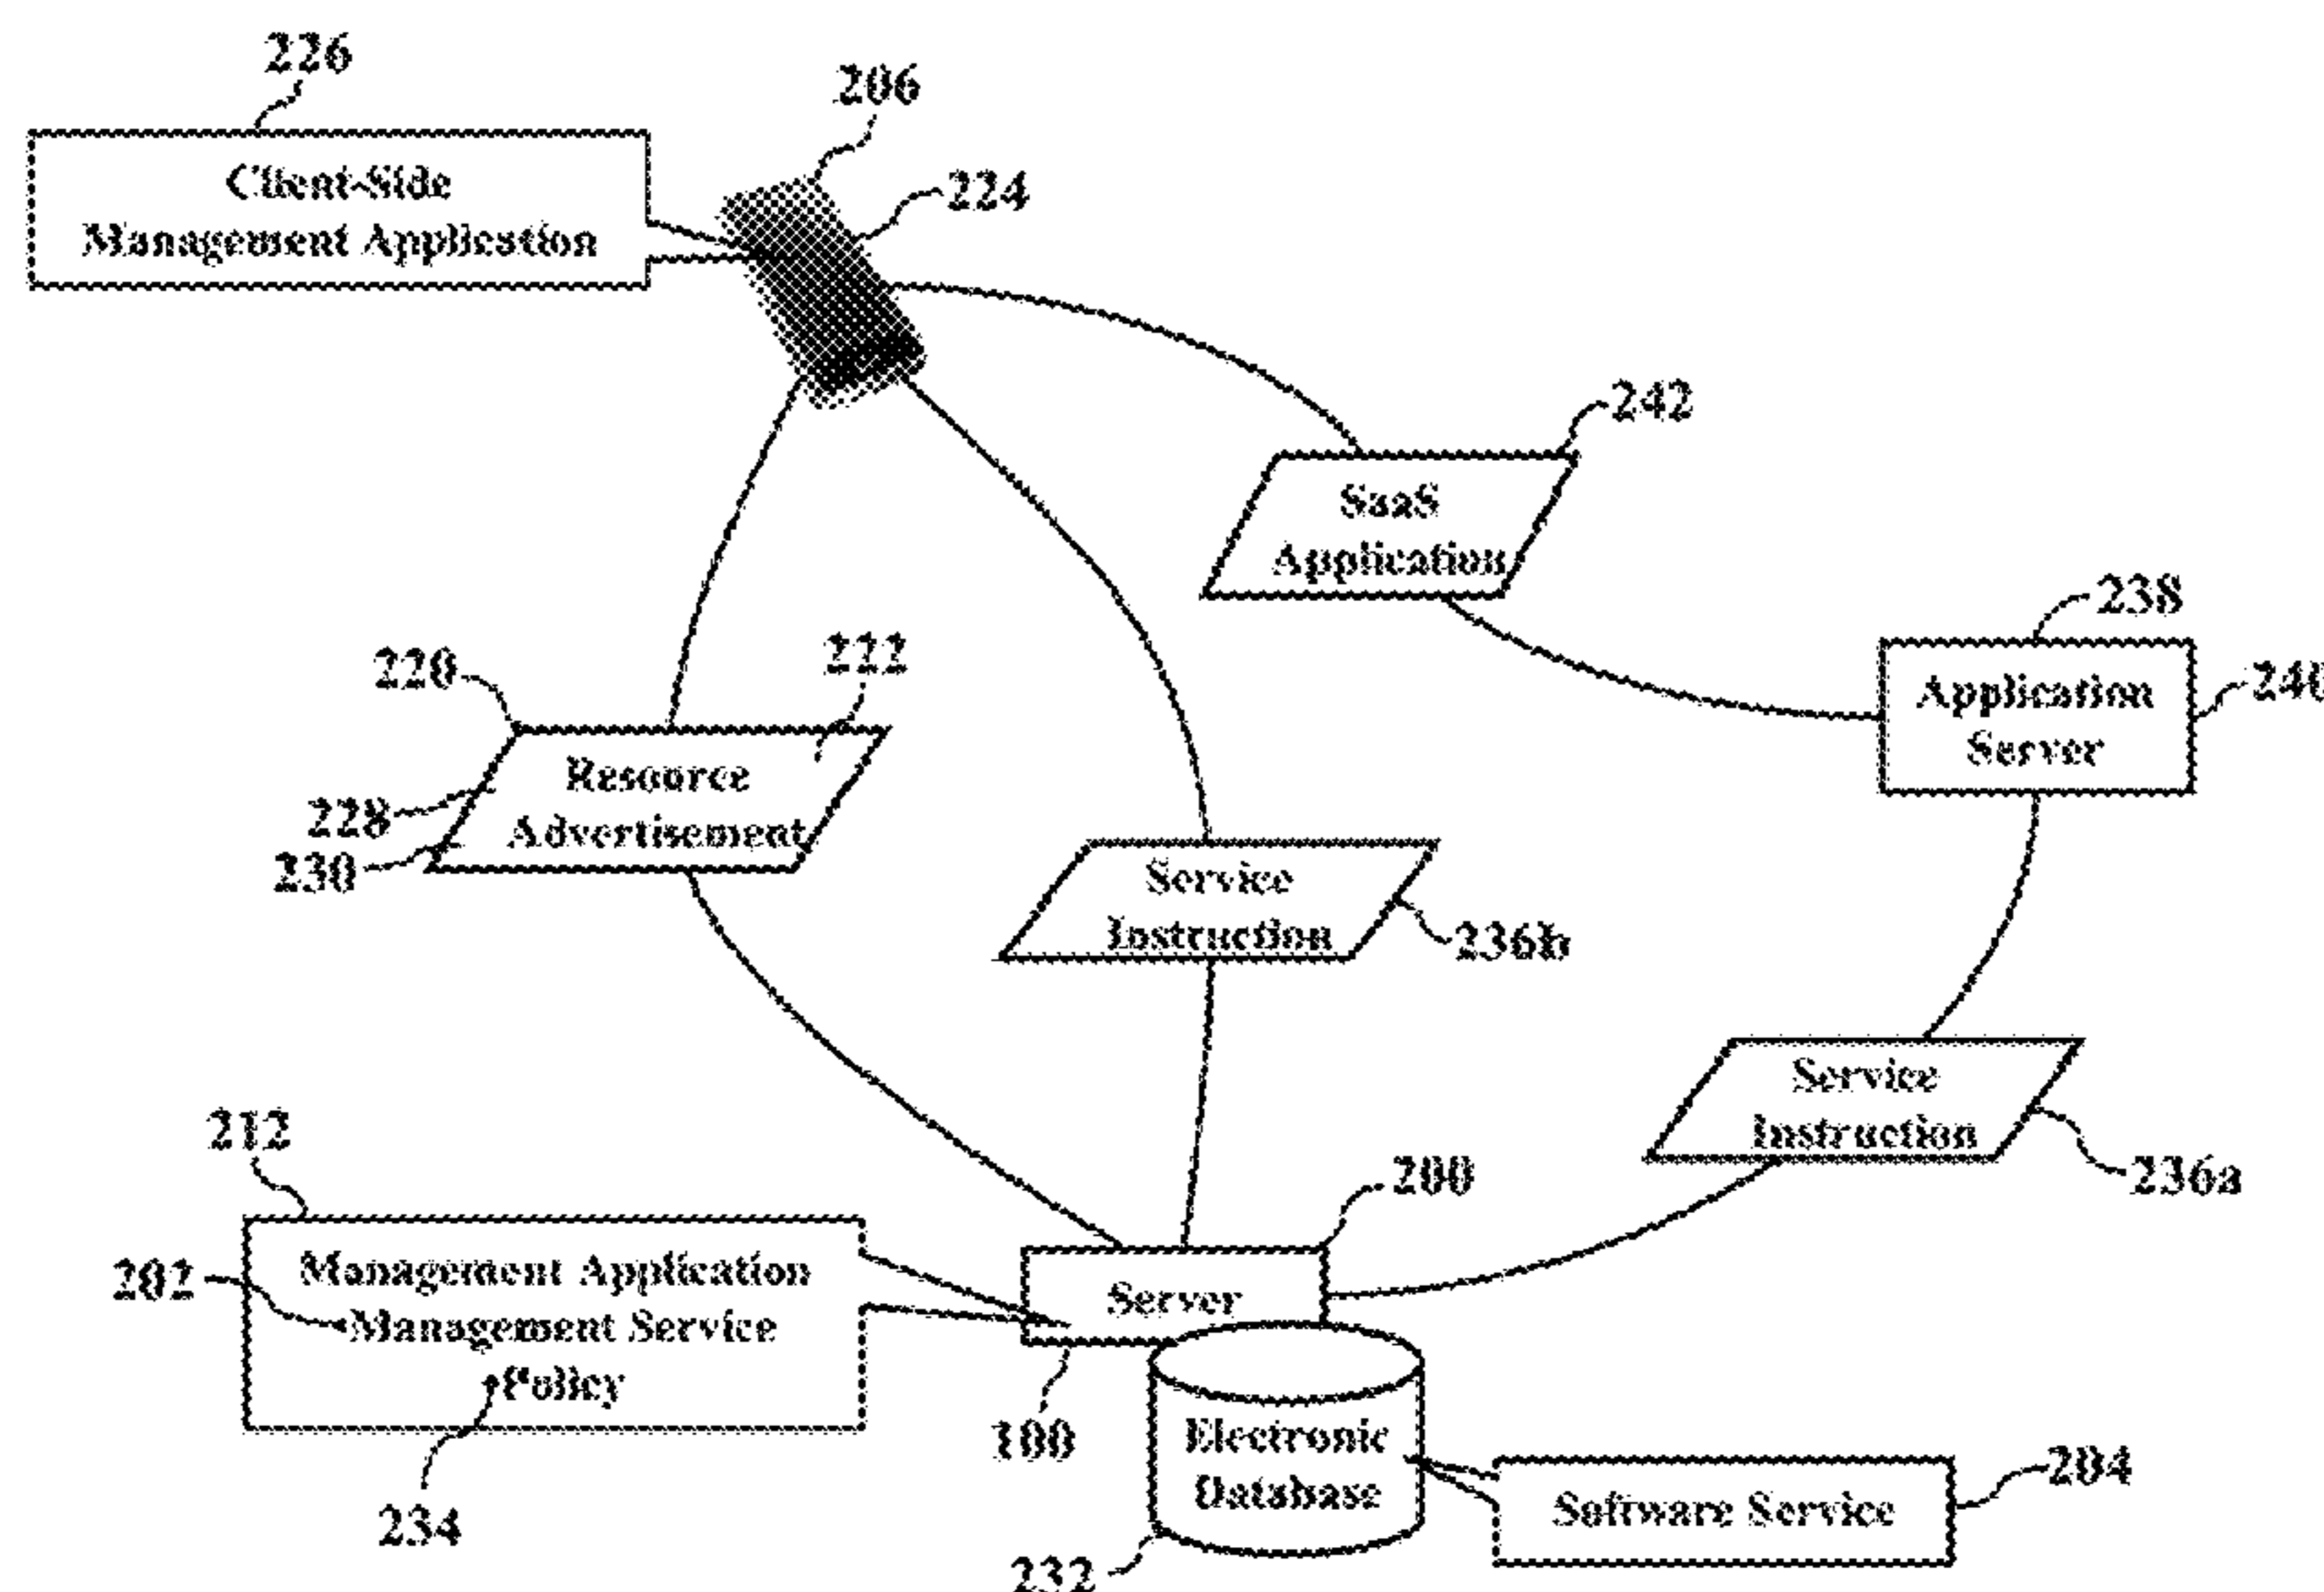 226
206
Client-Side
Management Application
224
242
SaaS
Application
238
220
222
Application
Server
240
Resource
Advertisement
228
230
Service
Instruction
236b
Service
Instruction
236a
212
200
Management Application
202
Management Service
Policy
Server
100
234
Electronic
Database
204
Software Service
232